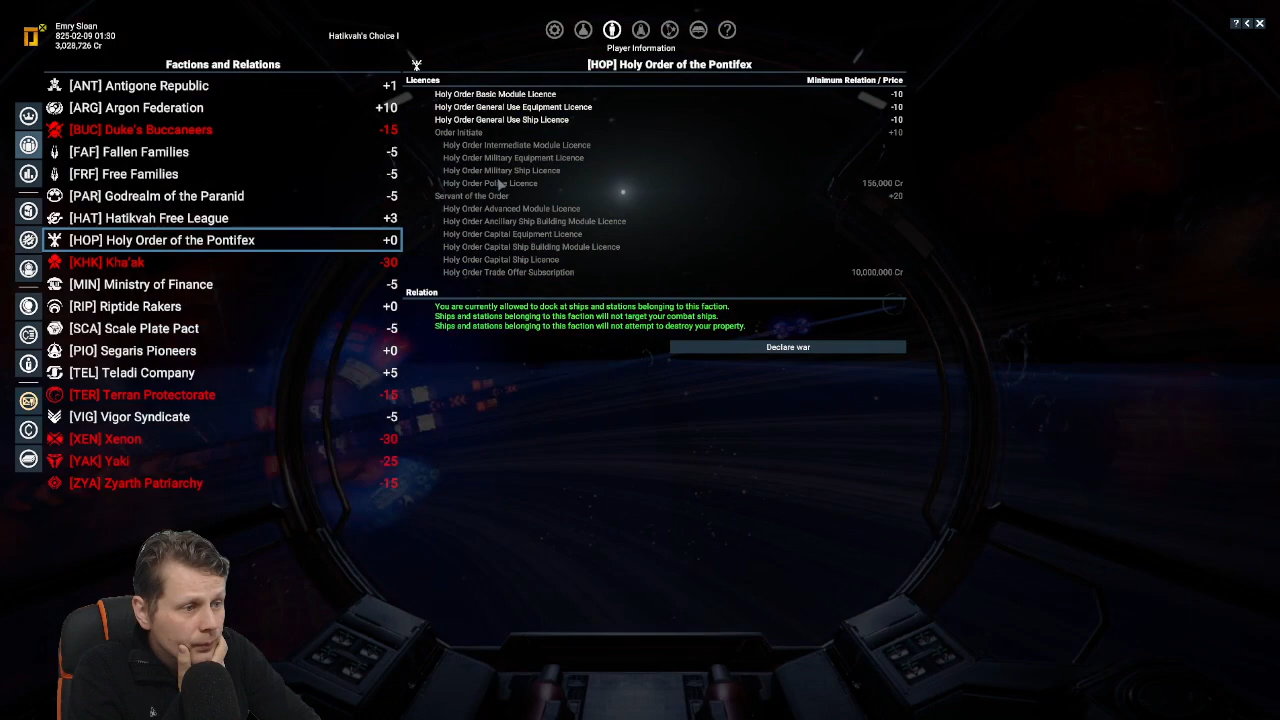 Emry Sloan
825-02-09 01:30
3,028,726 Cr
Hatikvah's Choice I
Player Information
? < X
Factions and Relations
[ANT] Antigone Republic +1
[ARG] Argon Federation +10
[BUC] Duke's Buccaneers -15
[FAF] Fallen Families -5
[FRF] Free Families -5
[PAR] Godrealm of the Paranid -5
[HAT] Hatikvah Free League +3
[HOP] Holy Order of the Pontifex +0
[KHK] Kha'ak -30
[MIN] Ministry of Finance -5
[RIP] Riptide Rakers +0
[SCA] Scale Plate Pact -5
[PIO] Segaris Pioneers +0
[TEL] Teladi Company +5
[TER] Terran Protectorate -15
[VIG] Vigor Syndicate -5
[XEN] Xenon -30
[YAK] Yaki -25
[ZYA] Zyarth Patriarchy -15
[HOP] Holy Order of the Pontifex
Licences Minimum Relation / Price
Holy Order Basic Module Licence -10
Holy Order General Use Equipment Licence -10
Holy Order General Use Ship Licence -10
Order Initiate +10
Holy Order Intermediate Module Licence
Holy Order Military Equipment Licence
Holy Order Military Ship Licence
Holy Order Police Licence 156,000 Cr
Servant of the Order +20
Holy Order Advanced Module Licence
Holy Order Ancillary Ship Building Module Licence
Holy Order Capital Equipment Licence
Holy Order Capital Ship Building Module Licence
Holy Order Capital Ship Licence
Holy Order Trade Offer Subscription 10,000,000 Cr
Relation
You are currently allowed to dock at ships and stations belonging to this faction.
Ships and stations belonging to this faction will not target your combat ships.
Ships and stations belonging to this faction will not attempt to destroy your property.
Declare war